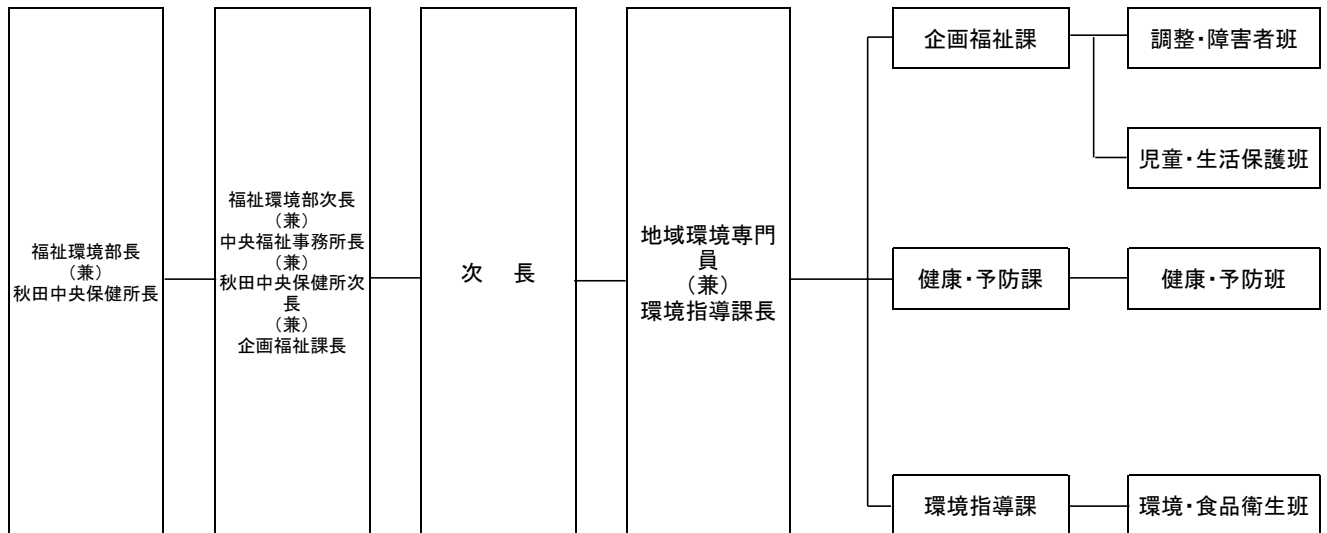 福祉環境部長
（兼）
秋田中央保健所長
福祉環境部次長
（兼）
中央福祉事務所長
（兼）
秋田中央保健所次
長
（兼）
企画福祉課長
次　長
地域環境専門
員
（兼）
環境指導課長
企画福祉課
調整・障害者班
児童・生活保護班
健康・予防課
健康・予防班
環境指導課
環境・食品衛生班